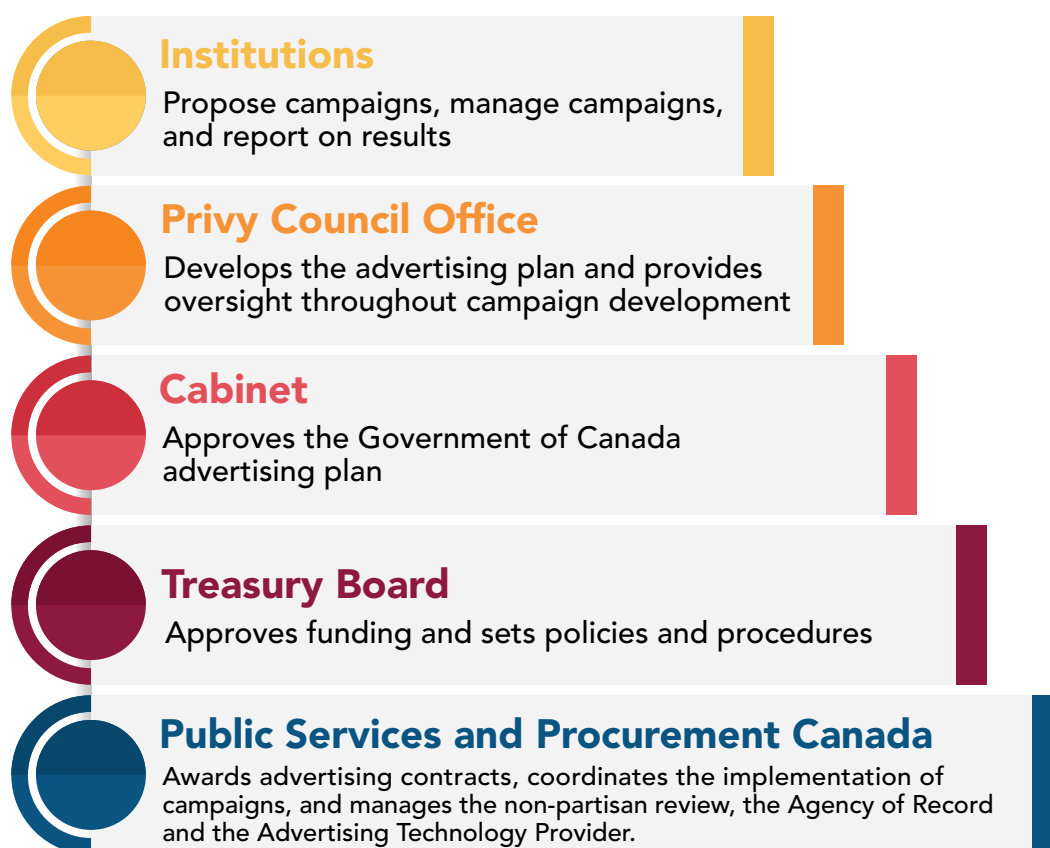 Institutions
Propose campaigns, manage campaigns,
and report on results
Privy Council Office
Develops the advertising plan and provides
oversight throughout campaign development
Cabinet
Approves the Government of Canada
advertising plan
Treasury Board
Approves funding and sets policies and procedures
Public Services and Procurement Canada
Awards advertising contracts, coordinates the implementation of
campaigns, and manages the non-partisan review, the Agency of Record
and the Advertising Technology Provider.